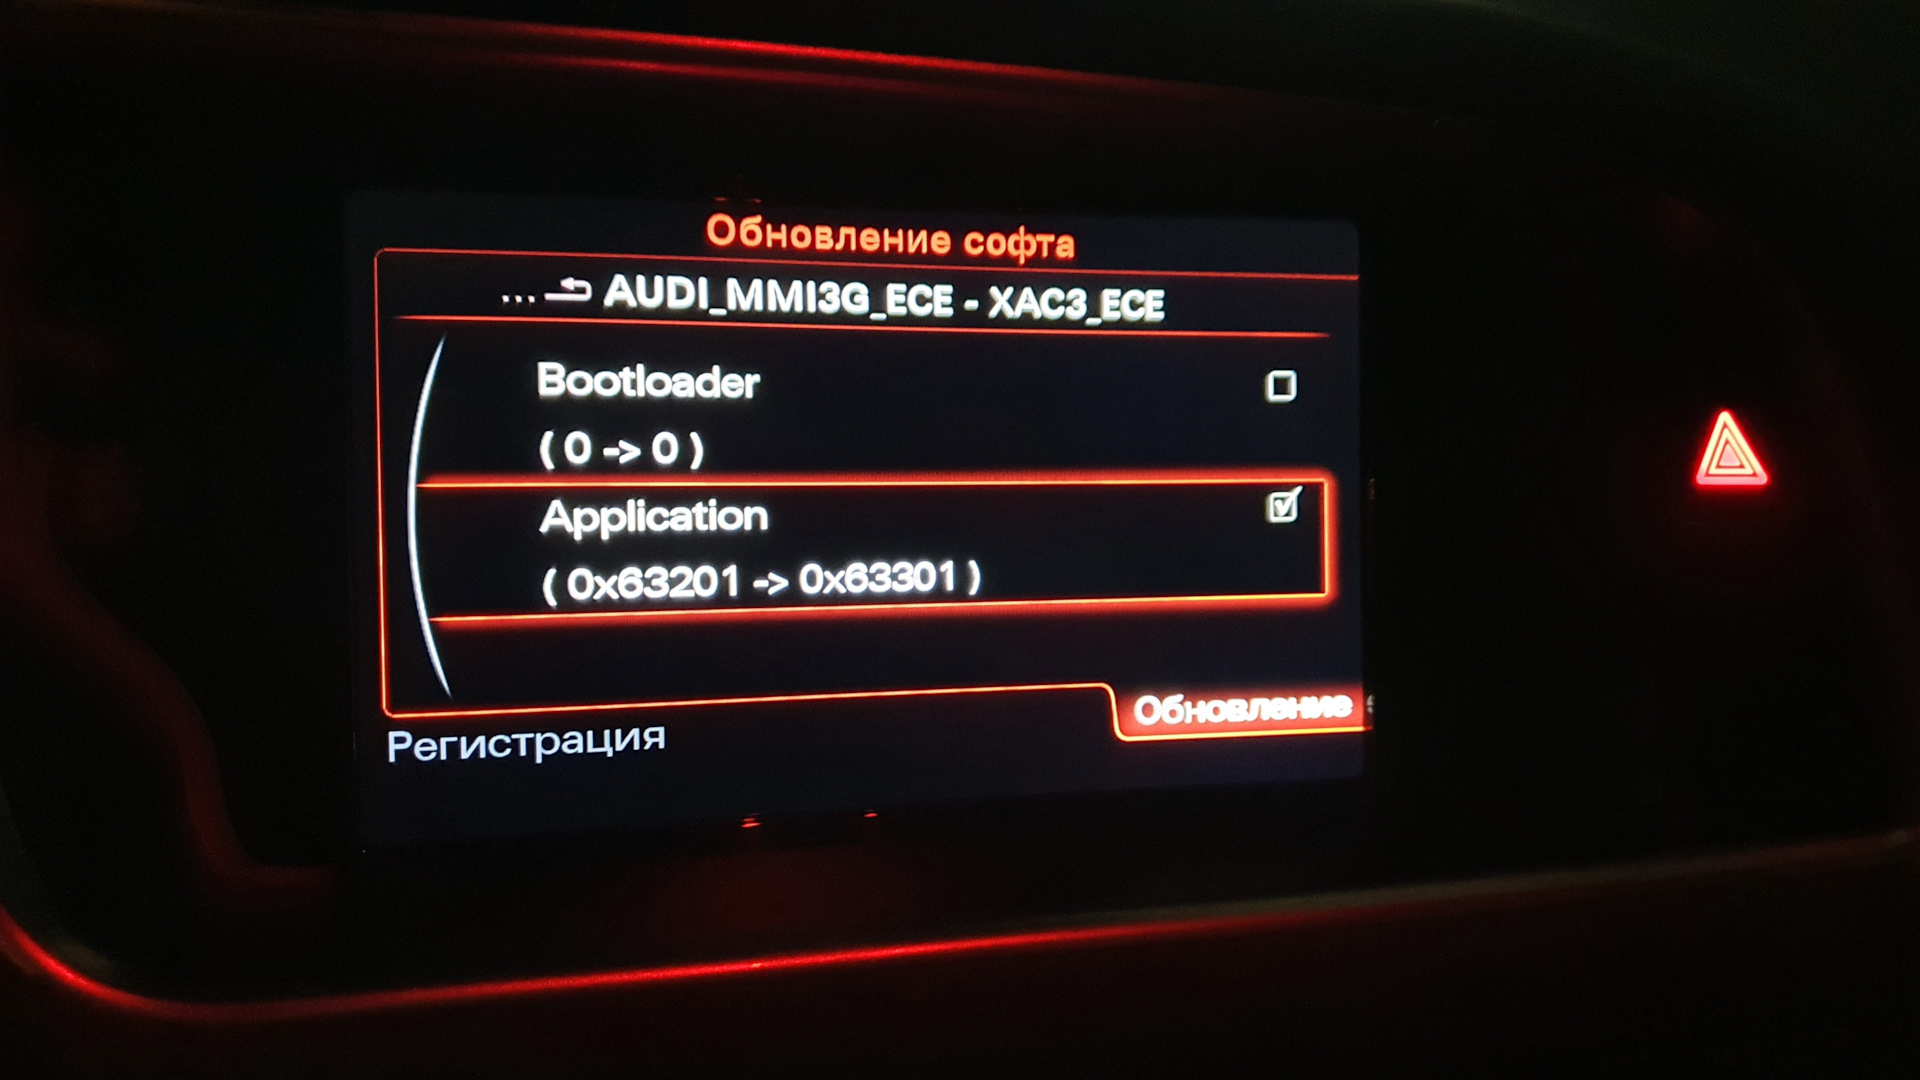 Обновление софта
... AUDI_MMI3G_ECE - XAC3_ECE
Bootloader
( 0 -> 0 )
Application
( 0x63201 -> 0x63301 )
Обновление
Регистрация